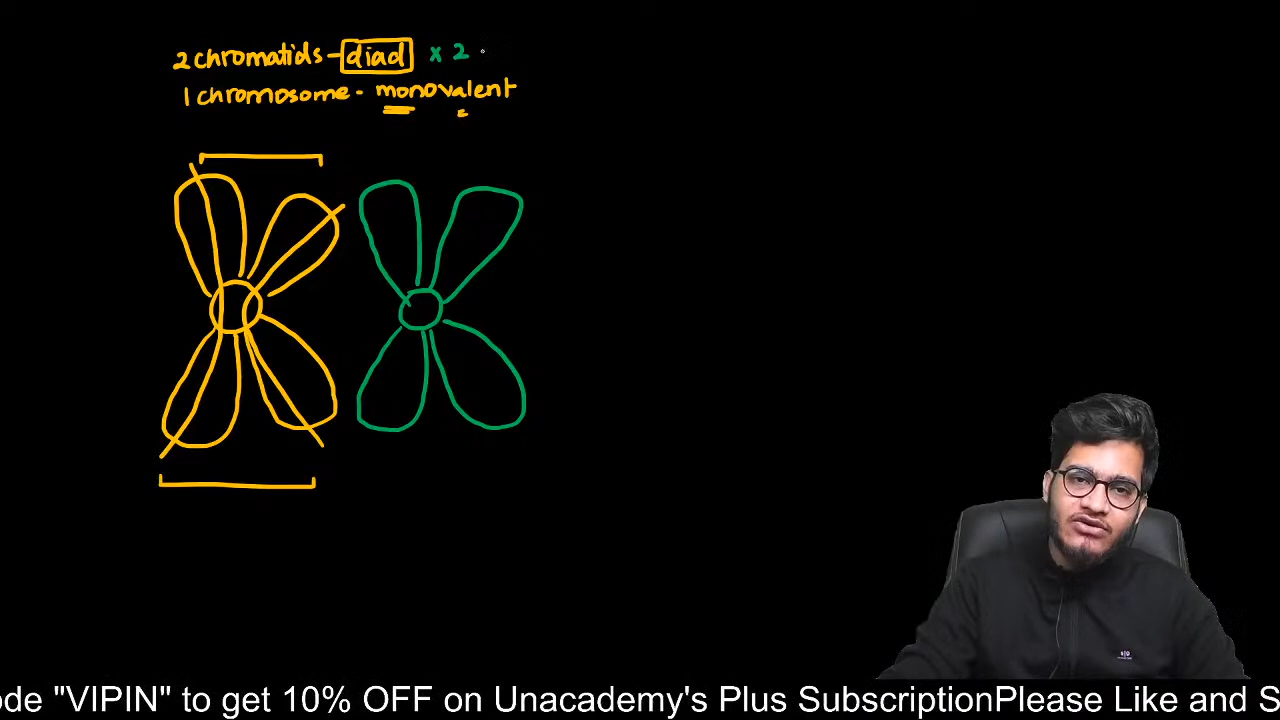 2 chromatids - diad x 2
1 chromosome - monovalent
ode "VIPIN" to get 10% OFF on Unacademy's Plus SubscriptionPlease Like and S